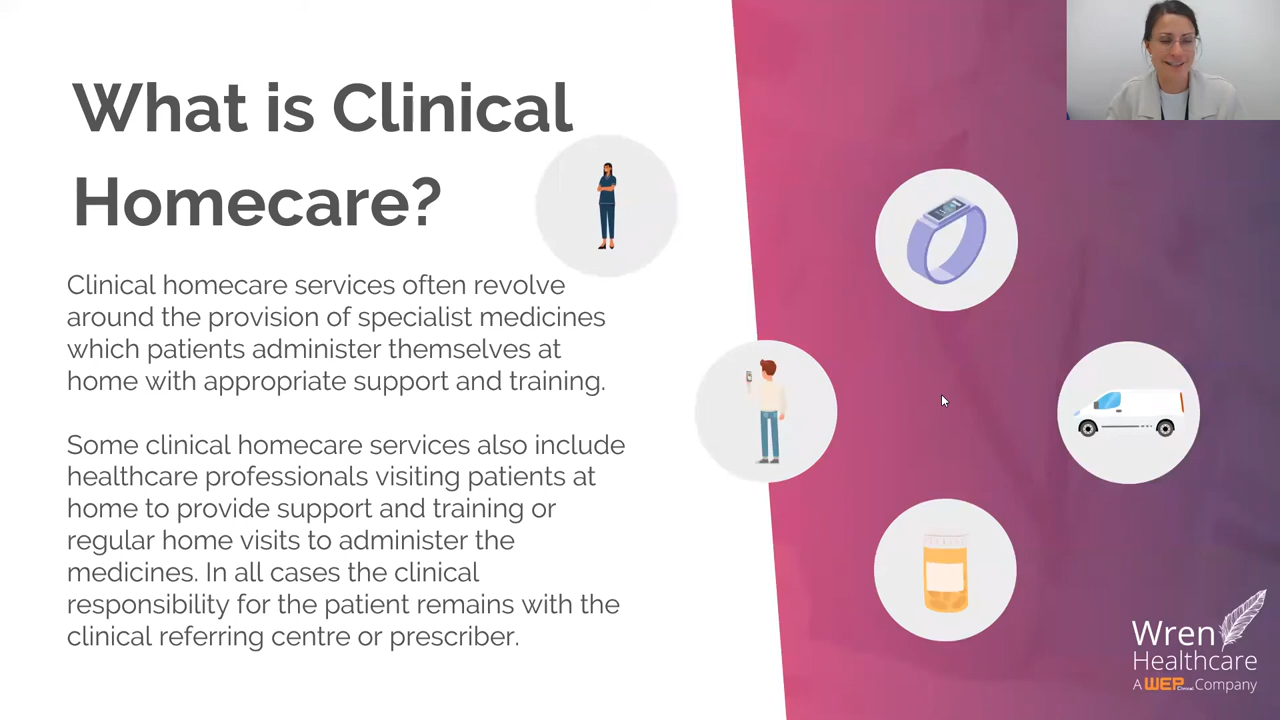 What is Clinical
Homecare?
Clinical homecare services often revolve
around the provision of specialist medicines
which patients administer themselves at
home with appropriate support and training.
Some clinical homecare services also include
healthcare professionals visiting patients at
home to provide support and training or
regular home visits to administer the
medicines. In all cases the clinical
responsibility for the patient remains with the
clinical referring centre or prescriber.
Wren
Healthcare
A WEP Clinical Company